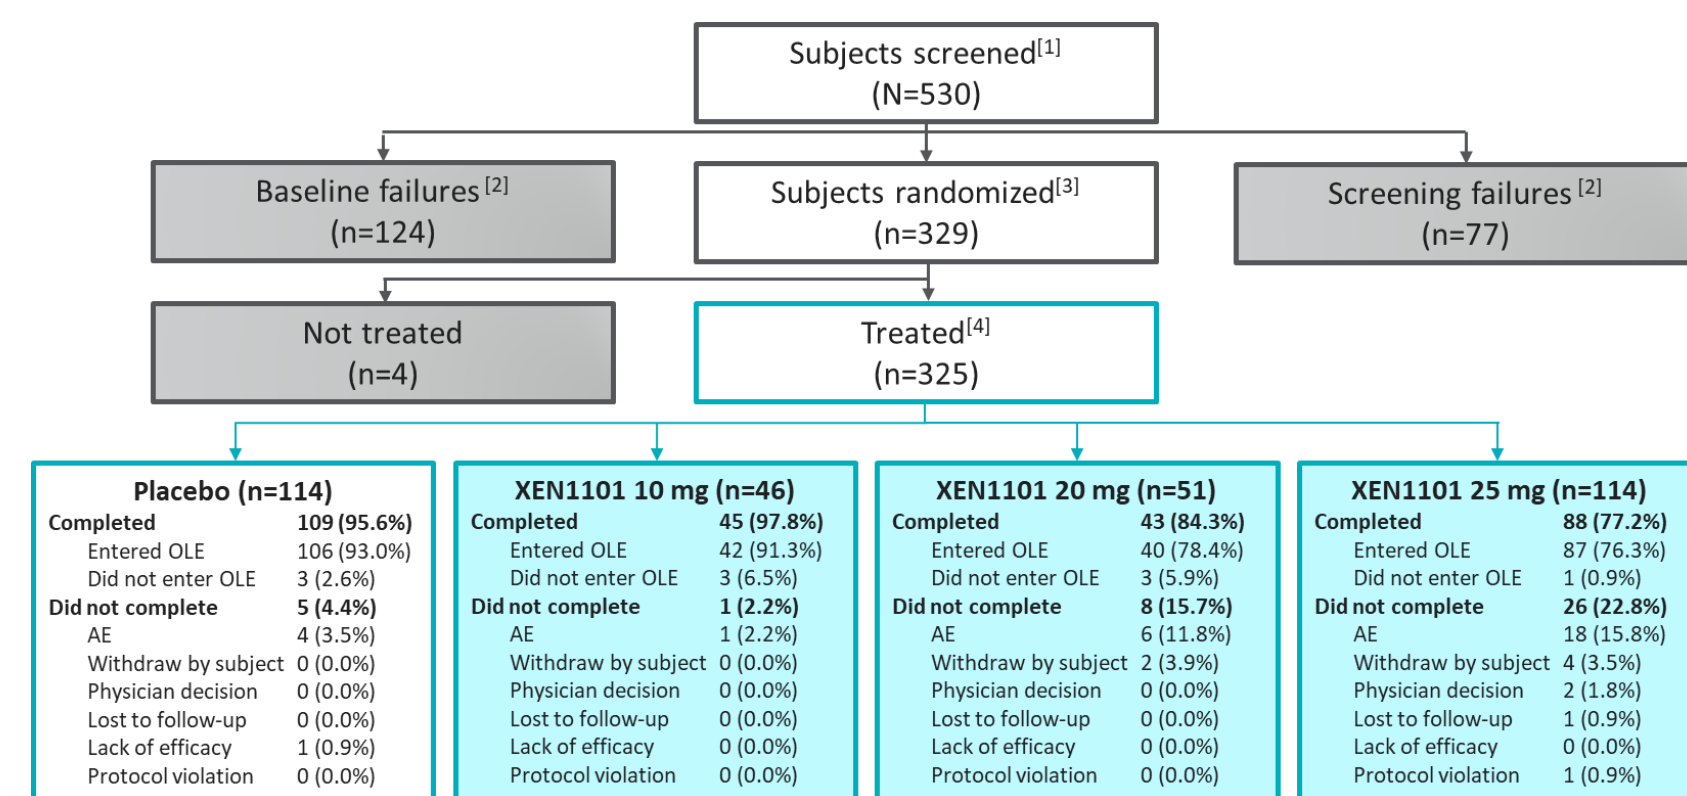 Subjects screened[1]
(N=530)
Baseline failures [2]
(n=124)
Subjects randomized[3]
(n=329)
Screening failures [2]
(n=77)
Not treated
(n=4)
Treated[4]
(n=325)
Placebo (n=114)
Completed 109 (95.6%)
Entered OLE 106 (93.0%)
Did not enter OLE 3 (2.6%)
Did not complete 5 (4.4%)
AE 4 (3.5%)
Withdraw by subject 0 (0.0%)
Physician decision 0 (0.0%)
Lost to follow-up 0 (0.0%)
Lack of efficacy 1 (0.9%)
Protocol violation 0 (0.0%)
XEN1101 10 mg (n=46)
Completed 45 (97.8%)
Entered OLE 42 (91.3%)
Did not enter OLE 3 (6.5%)
Did not complete 1 (2.2%)
AE 1 (2.2%)
Withdraw by subject 0 (0.0%)
Physician decision 0 (0.0%)
Lost to follow-up 0 (0.0%)
Lack of efficacy 0 (0.0%)
Protocol violation 0 (0.0%)
XEN1101 20 mg (n=51)
Completed 43 (84.3%)
Entered OLE 40 (78.4%)
Did not enter OLE 3 (5.9%)
Did not complete 8 (15.7%)
AE 6 (11.8%)
Withdraw by subject 2 (3.9%)
Physician decision 0 (0.0%)
Lost to follow-up 0 (0.0%)
Lack of efficacy 0 (0.0%)
Protocol violation 0 (0.0%)
XEN1101 25 mg (n=114)
Completed 88 (77.2%)
Entered OLE 87 (76.3%)
Did not enter OLE 1 (0.9%)
Did not complete 26 (22.8%)
AE 18 (15.8%)
Withdraw by subject 4 (3.5%)
Physician decision 2 (1.8%)
Lost to follow-up 1 (0.9%)
Lack of efficacy 0 (0.0%)
Protocol violation 1 (0.9%)